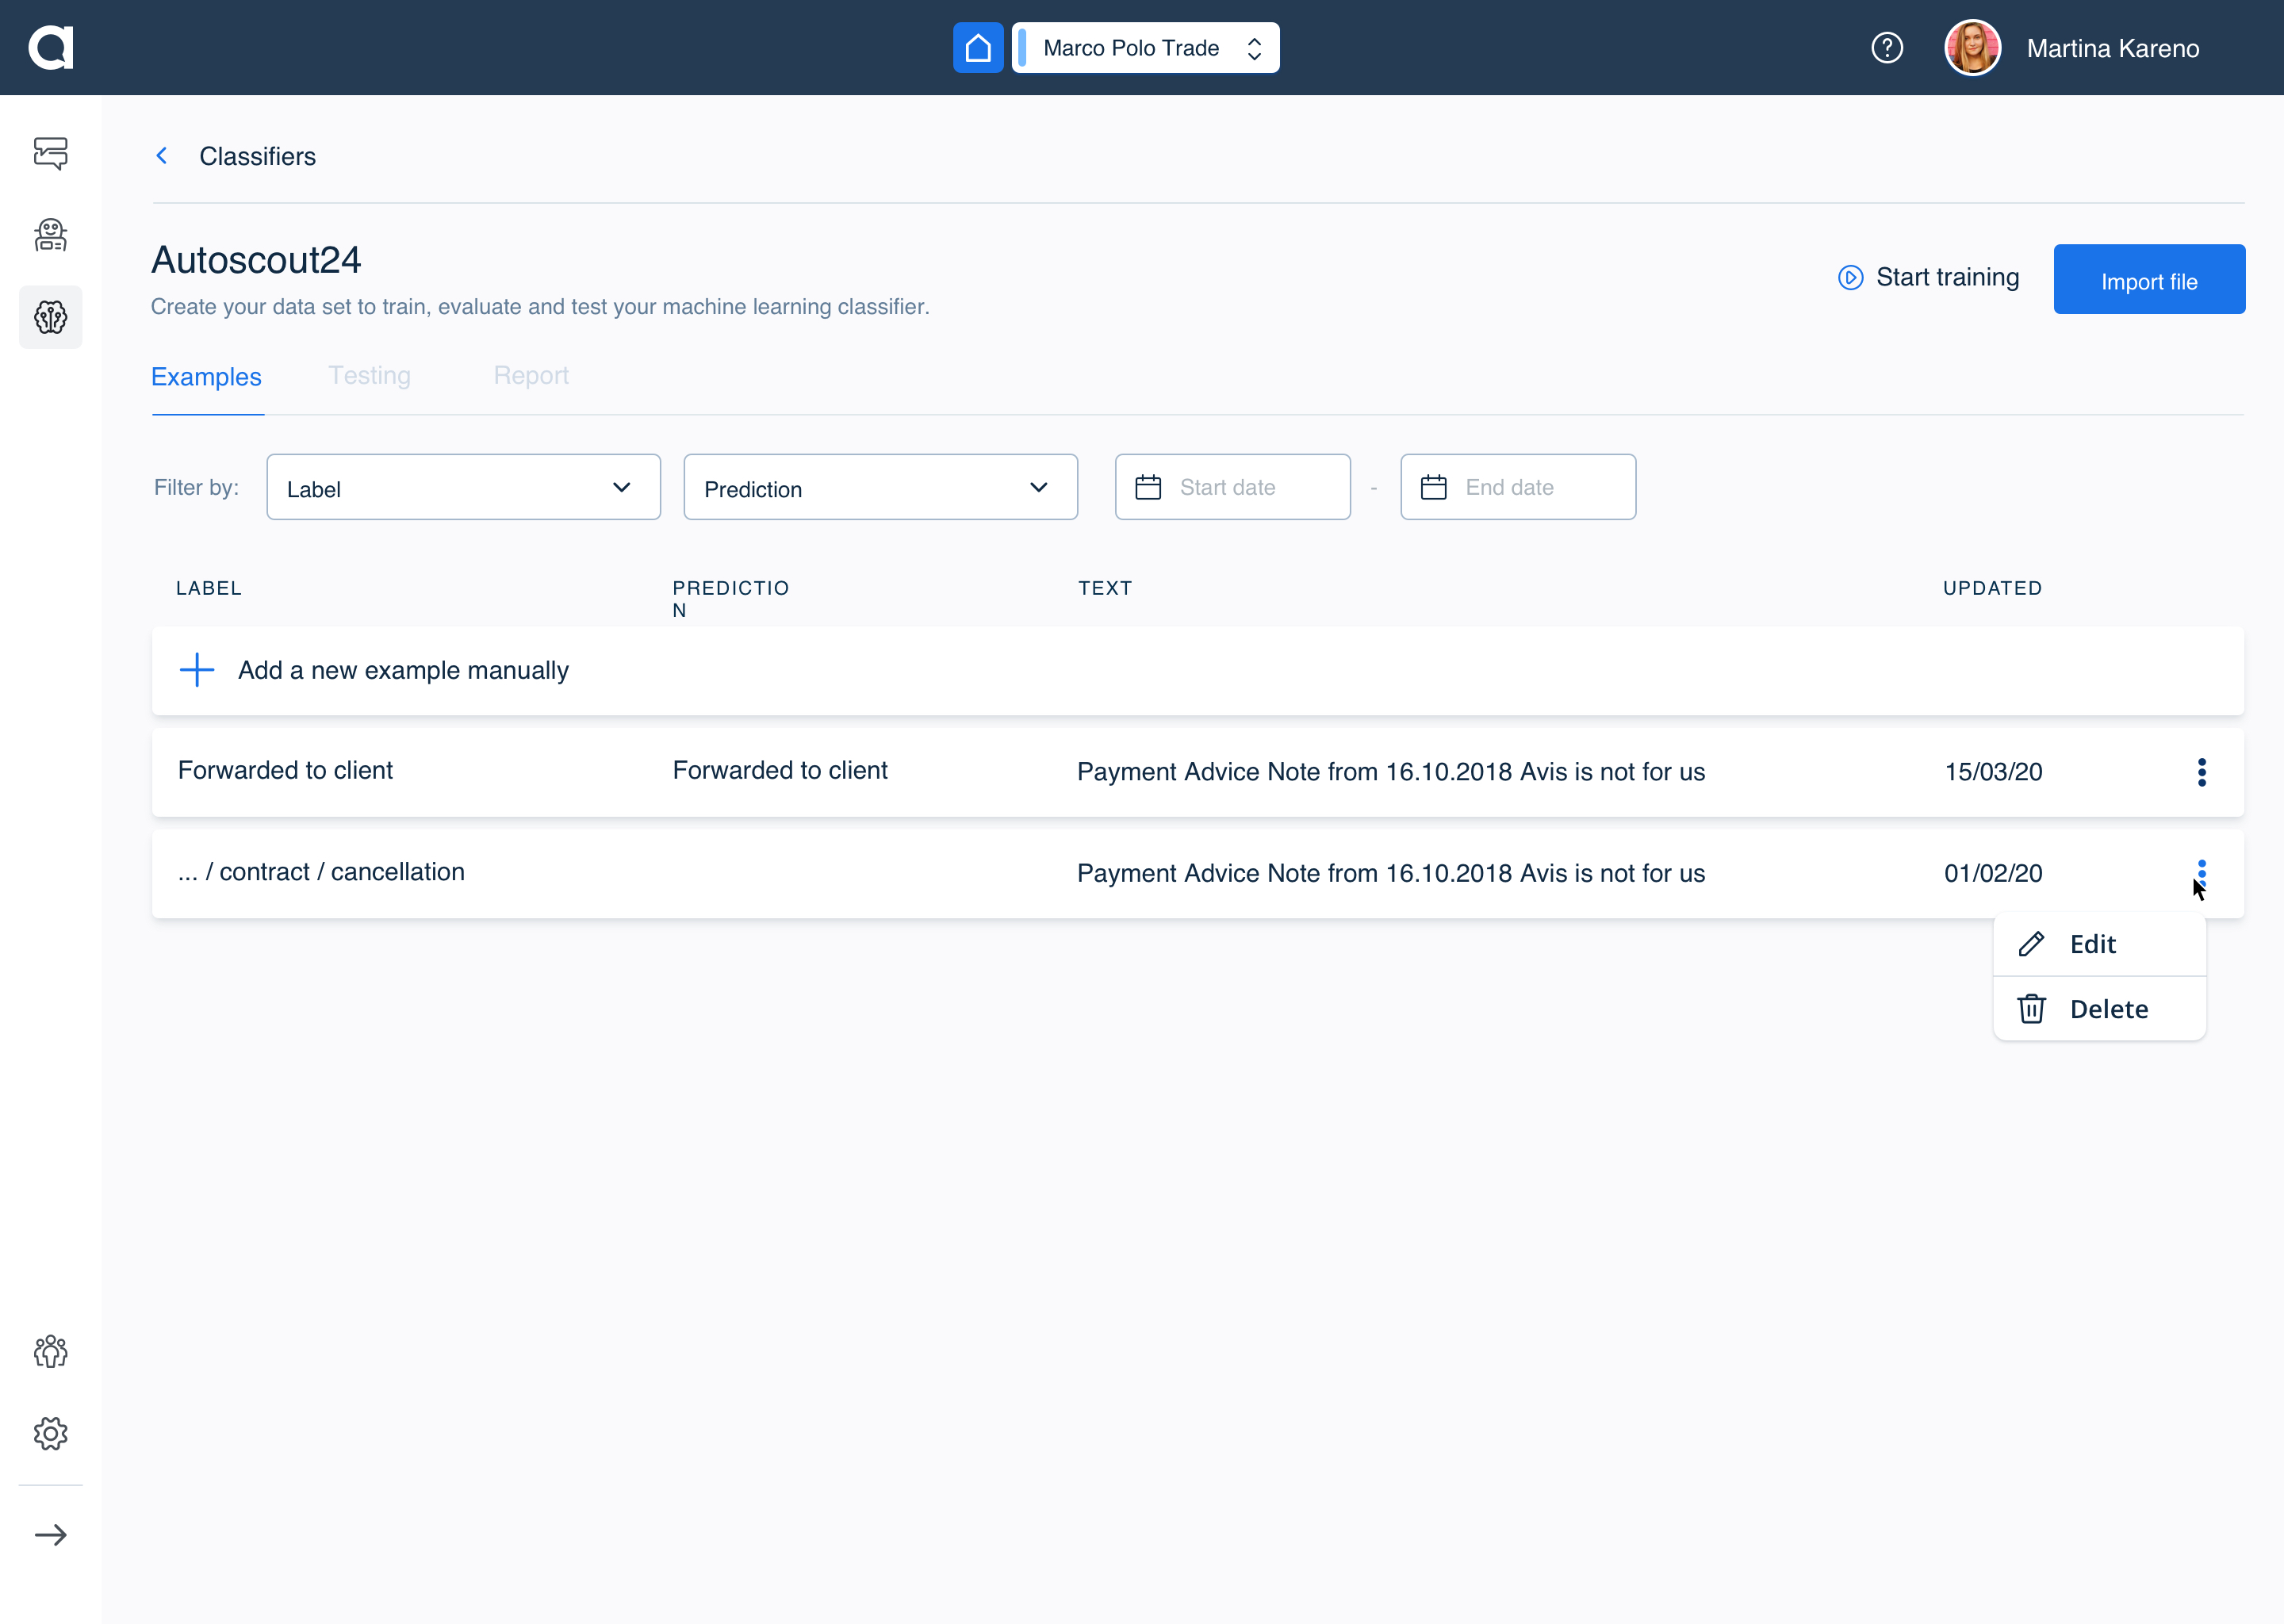 Marco Polo Trade
Martina Kareno
Classifiers
Autoscout24
Create your data set to train, evaluate and test your machine learning classifier.
Start training
Import file
Examples Testing Report
Filter by: Label Prediction Start date - End date
LABEL PREDICTIO TEXT UPDATED
N
Add a new example manually
Forwarded to client Forwarded to client Payment Advice Note from 16.10.2018 Avis is not for us 15/03/20
... / contract / cancellation Payment Advice Note from 16.10.2018 Avis is not for us 01/02/20
Edit
Delete